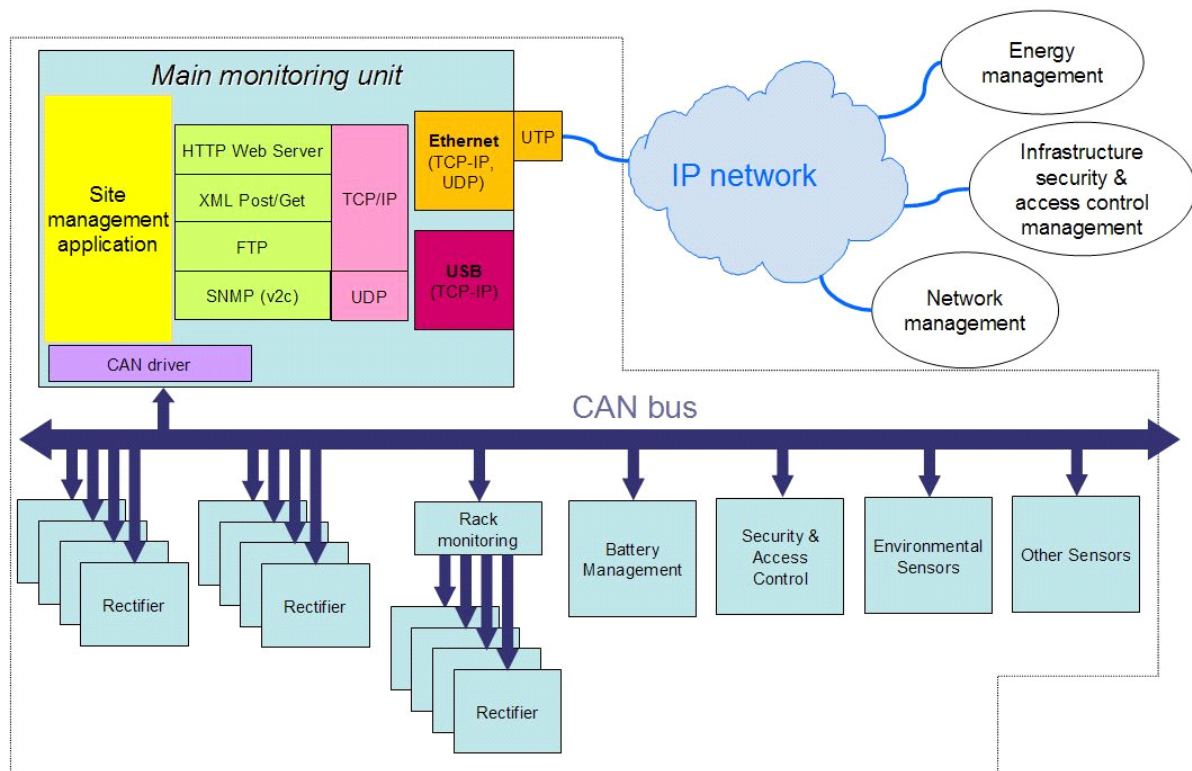 Main monitoring unit
Site
management
application
HTTP Web Server
XML Post/Get
FTP
SNMP (v2c)
TCP/IP
UDP
Ethernet
(TCP-IP,
UDP)
UTP
USB
(TCP-IP)
CAN driver
IP network
Energy
management
Infrastructure
security &
access control
management
Network
management
CAN bus
Rectifier
Rectifier
Rack
monitoring
Rectifier
Battery
Management
Security &
Access
Control
Environmental
Sensors
Other Sensors